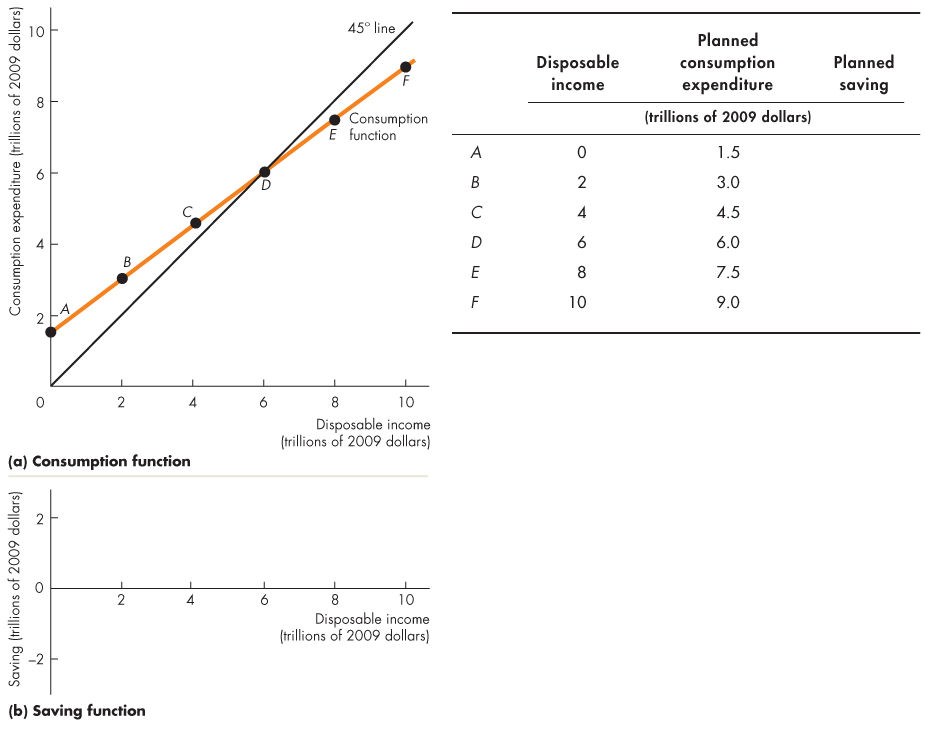 Consumption expenditure (trillions of 2009 dollars)
10
8
6
4
2
0
2
4
6
8
10
45° line
A
B
C
D
E
F
Consumption
function
Disposable income
(trillions of 2009 dollars)
(a) Consumption function
Saving (trillions of 2009 dollars)
2
0
–2
2
4
6
8
10
Disposable income
(trillions of 2009 dollars)
(b) Saving function
Planned
Disposable consumption Planned
income expenditure saving
(trillions of 2009 dollars)
A 0 1.5
B 2 3.0
C 4 4.5
D 6 6.0
E 8 7.5
F 10 9.0